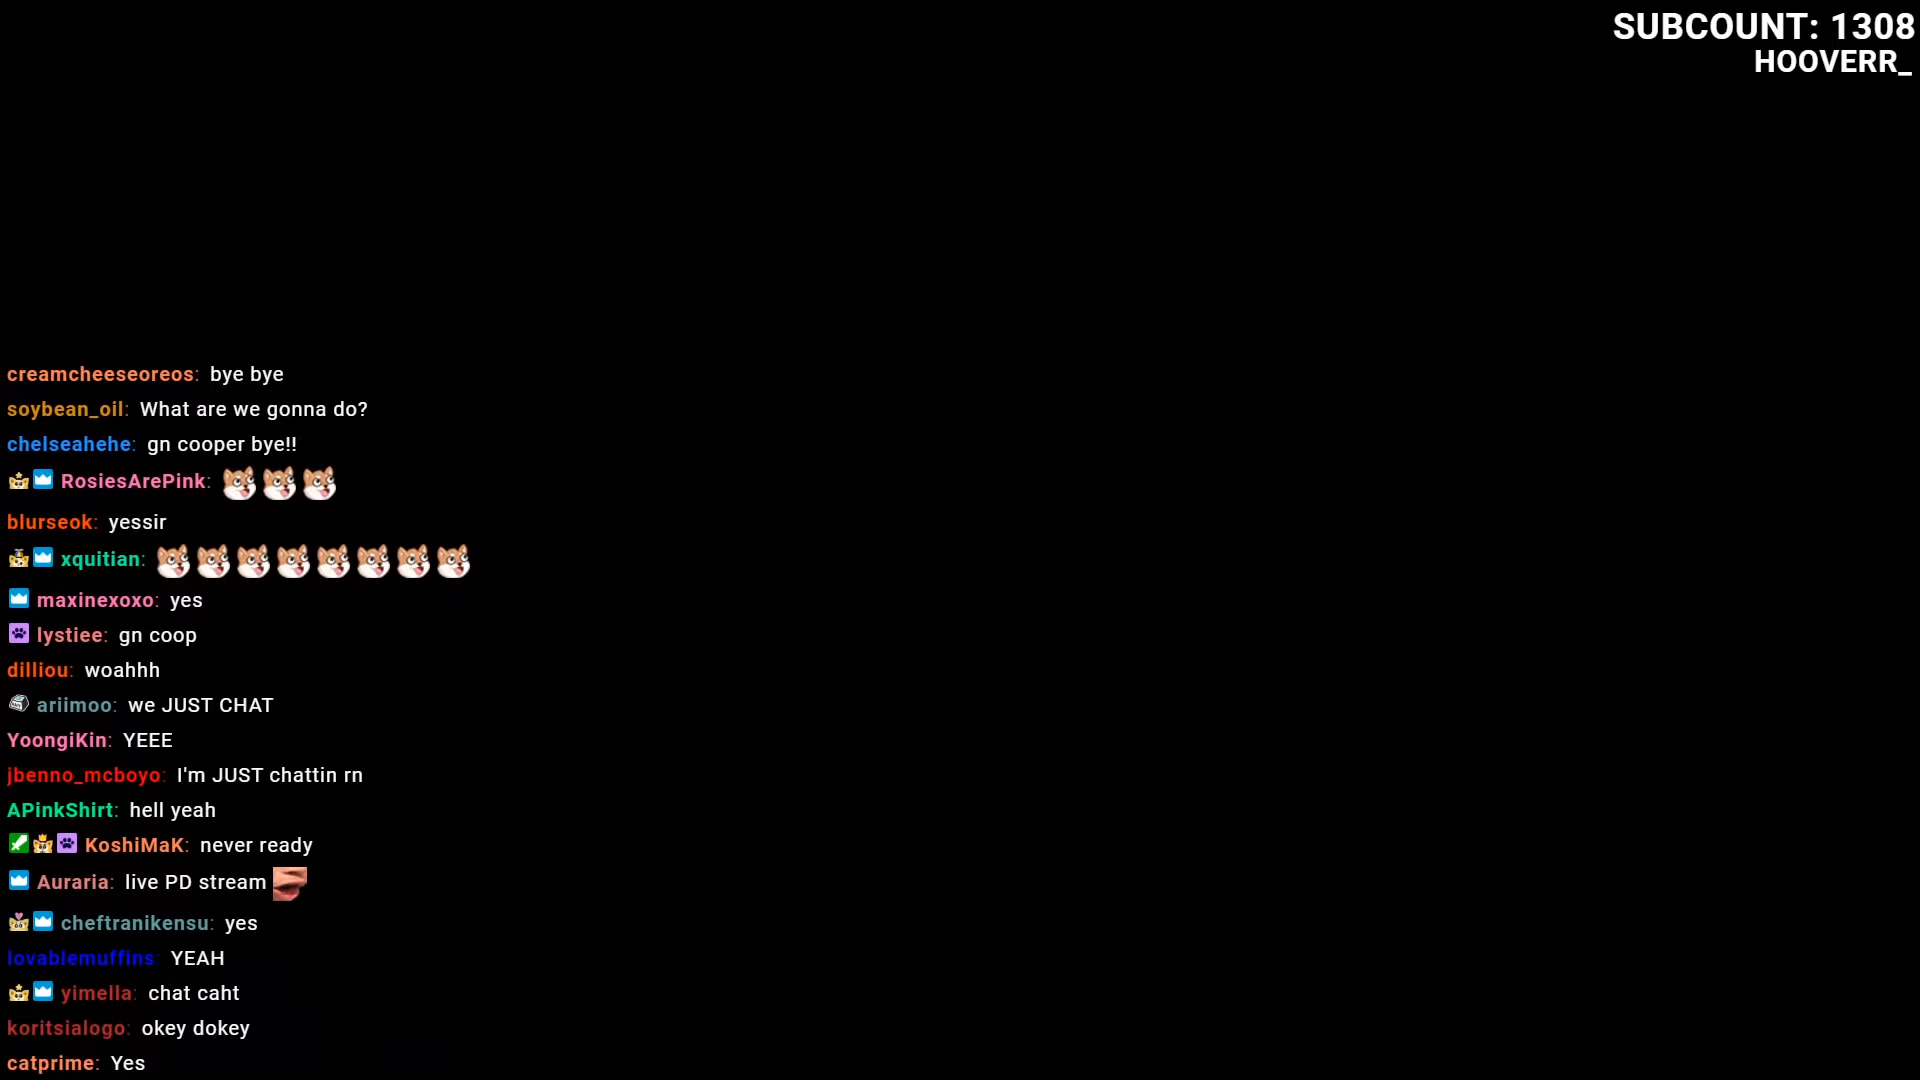 SUBCOUNT: 1308
HOOVERR_
creamcheeseoreos: bye bye
soybean_oil: What are we gonna do?
chelseahehe: gn cooper bye!!
RosiesArePink:
blurseok: yessir
xquitian:
maxinexoxo: yes
lystiee: gn coop
dilliou: woahhh
ariimoo: we JUST CHAT
YoongiKin: YEEE
jbenno_mcboyo: I'm JUST chattin rn
APinkShirt: hell yeah
KoshiMaK: never ready
Auraria: live PD stream
cheftranikensu: yes
lovablemuffins: YEAH
yimella: chat caht
koritsialogo: okey dokey
catprime: Yes